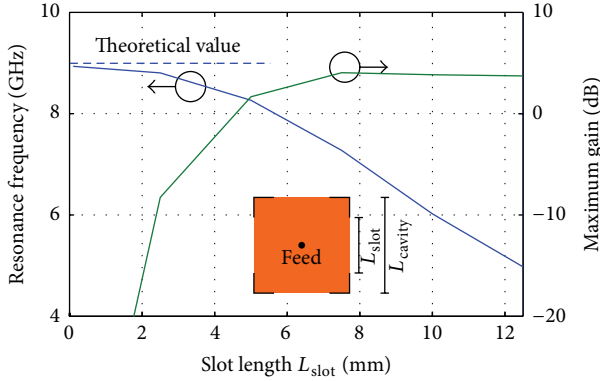 10
10
Theoretical value
8
0
6
−10
4
−20
0
2
4
6
8
10
12
Resonance frequency (GHz)
Maximum gain (dB)
Feed
L_slot
L_cavity
Slot length L_slot (mm)